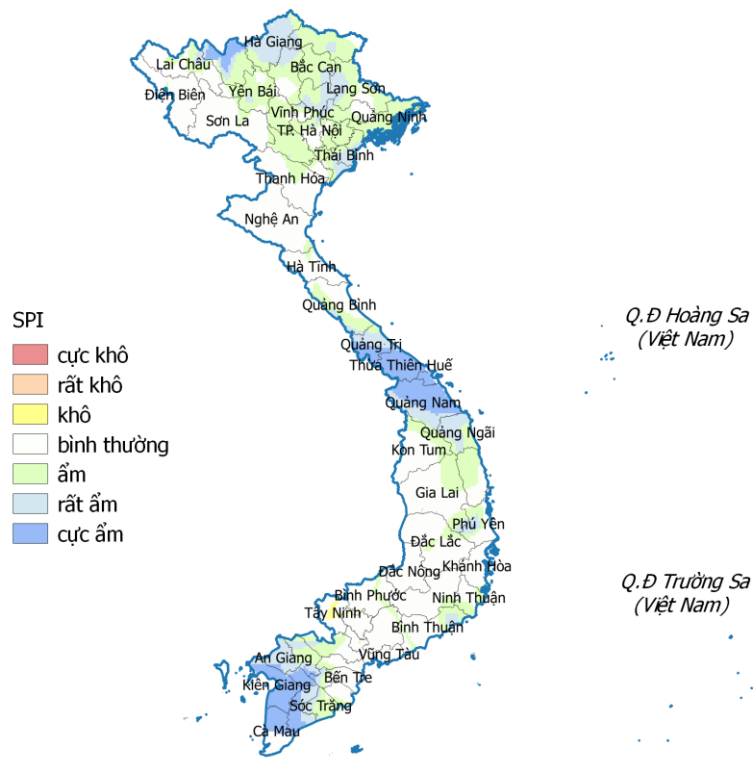 Hà Giang
Lai Châu
Bắc Cạn
Điện Biên
Yên Bái
Lạng Sơn
Sơn La
Vĩnh Phúc
Quảng Ninh
TP. Hà Nội
Thái Bình
Thanh Hóa
Nghệ An
Hà Tĩnh
Quảng Bình
Q.Đ Hoàng Sa
(Việt Nam)
SPI
cực khô
rất khô
khô
bình thường
ẩm
rất ẩm
cực ẩm
Quảng Trị
Thừa Thiên Huế
Quảng Nam
Quảng Ngãi
Kon Tum
Gia Lai
Phú Yên
Đắc Lắc
Khánh Hòa
Đắc Nông
Q.Đ Trường Sa
(Việt Nam)
Bình Phước
Ninh Thuận
Tây Ninh
Bình Thuận
Vũng Tàu
An Giang
Bến Tre
Kiên Giang
Sóc Trăng
Cà Mau